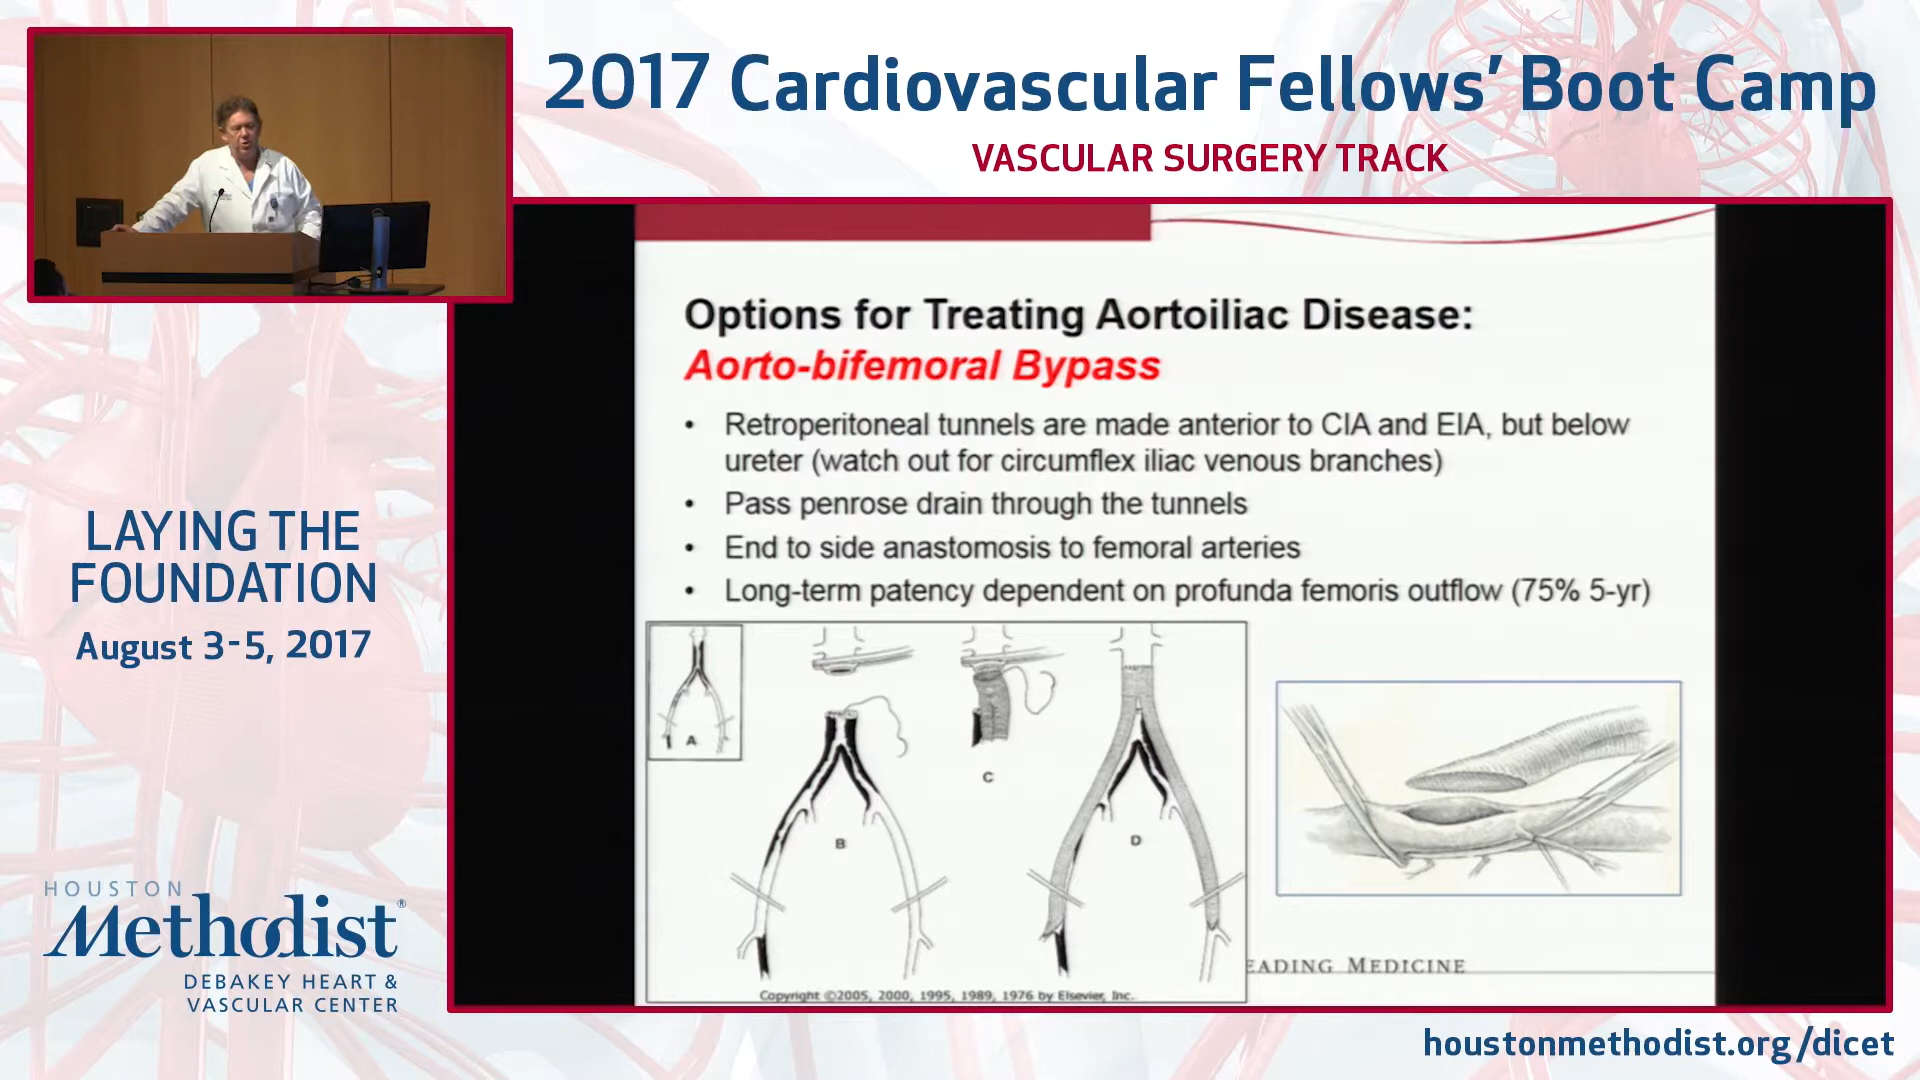 2017 Cardiovascular Fellows' Boot Camp
VASCULAR SURGERY TRACK
Options for Treating Aortoiliac Disease:
Aorto-bifemoral Bypass
• Retroperitoneal tunnels are made anterior to CIA and EIA, but below
ureter (watch out for circumflex iliac venous branches)
• Pass penrose drain through the tunnels
• End to side anastomosis to femoral arteries
• Long-term patency dependent on profunda femoris outflow (75% 5-yr)
A
B
C
D
Copyright ©2005, 2000, 1995, 1989, 1976 by Elsevier, Inc.
EADING MEDICINE
LAYING THE
FOUNDATION
August 3-5, 2017
HOUSTON
Methodist®
DEBAKEY HEART &
VASCULAR CENTER
houstonmethodist.org/dicet